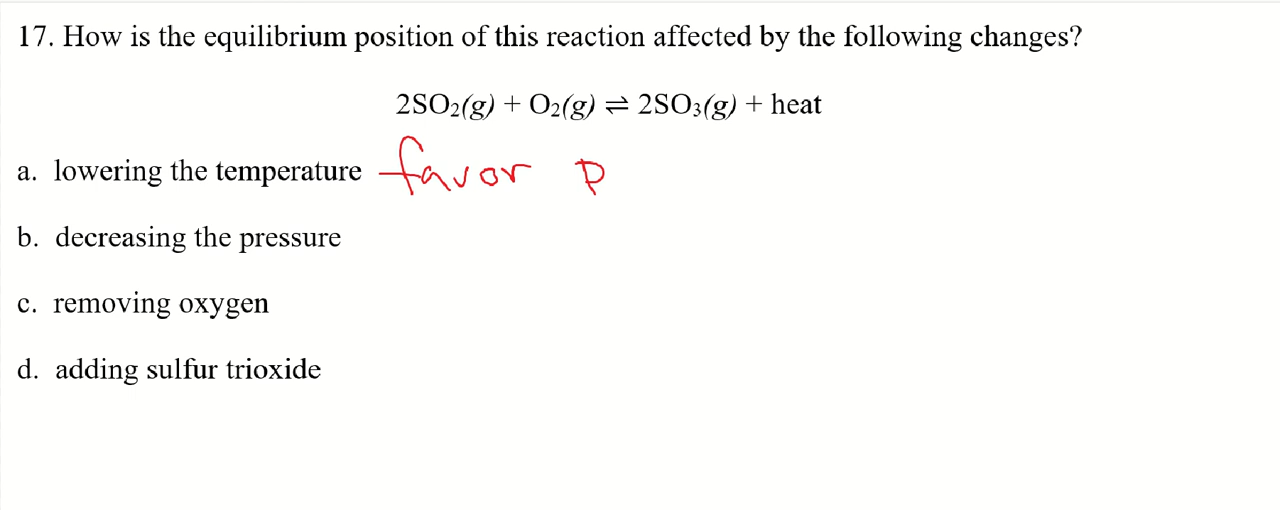 17. How is the equilibrium position of this reaction affected by the following changes?
2SO₂(g) + O₂(g) ⇌ 2SO₃(g) + heat
a. lowering the temperature favor P
b. decreasing the pressure
c. removing oxygen
d. adding sulfur trioxide